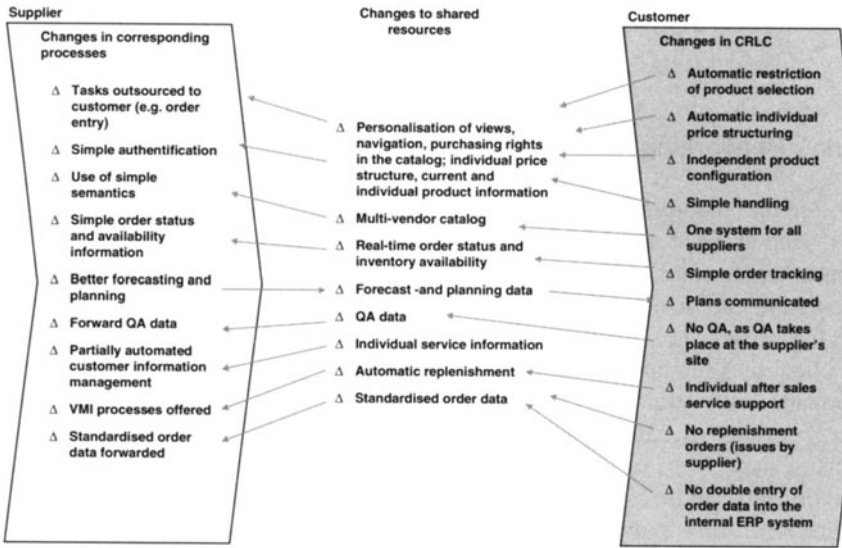 Supplier
Changes in corresponding
processes
Δ Tasks outsourced to
customer (e.g. order
entry)
Δ Simple authentification
Δ Use of simple
semantics
Δ Simple order status
and availability
information
Δ Better forecasting and
planning
Δ Forward QA data
Δ Partially automated
customer information
management
Δ VMI processes offered
Δ Standardised order
data forwarded
Changes to shared
resources
Δ Personalisation of views,
navigation, purchasing rights
in the catalog; individual price
structure, current and
individual product information
Δ Multi-vendor catalog
Δ Real-time order status and
inventory availability
Δ Forecast -and planning data
Δ QA data
Δ Individual service information
Δ Automatic replenishment
Δ Standardised order data
Customer
Changes in CRLC
Δ Automatic restriction
of product selection
Δ Automatic individual
price structuring
Δ Independent product
configuration
Δ Simple handling
Δ One system for all
suppliers
Δ Simple order tracking
Δ Plans communicated
Δ No QA, as QA takes
place at the supplier's
site
Δ Individual after sales
service support
Δ No replenishment
orders (issues by
supplier)
Δ No double entry of
order data into the
internal ERP system